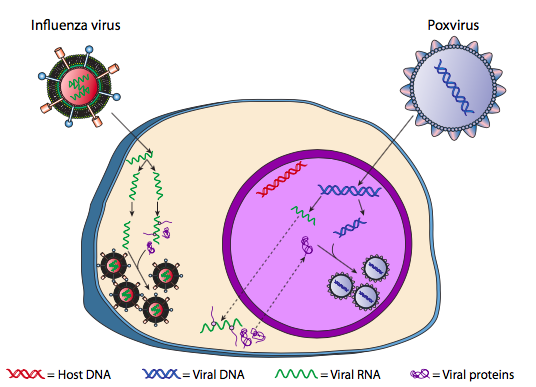 Influenza virus
Poxvirus
= Host DNA
= Viral DNA
= Viral RNA
= Viral proteins